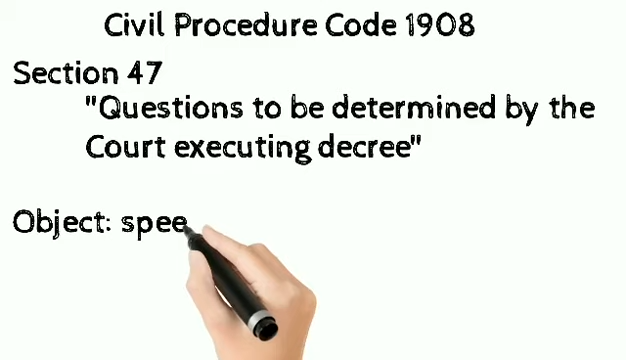 Civil Procedure Code 1908
Section 47
"Questions to be determined by the
Court executing decree"
Object: spee